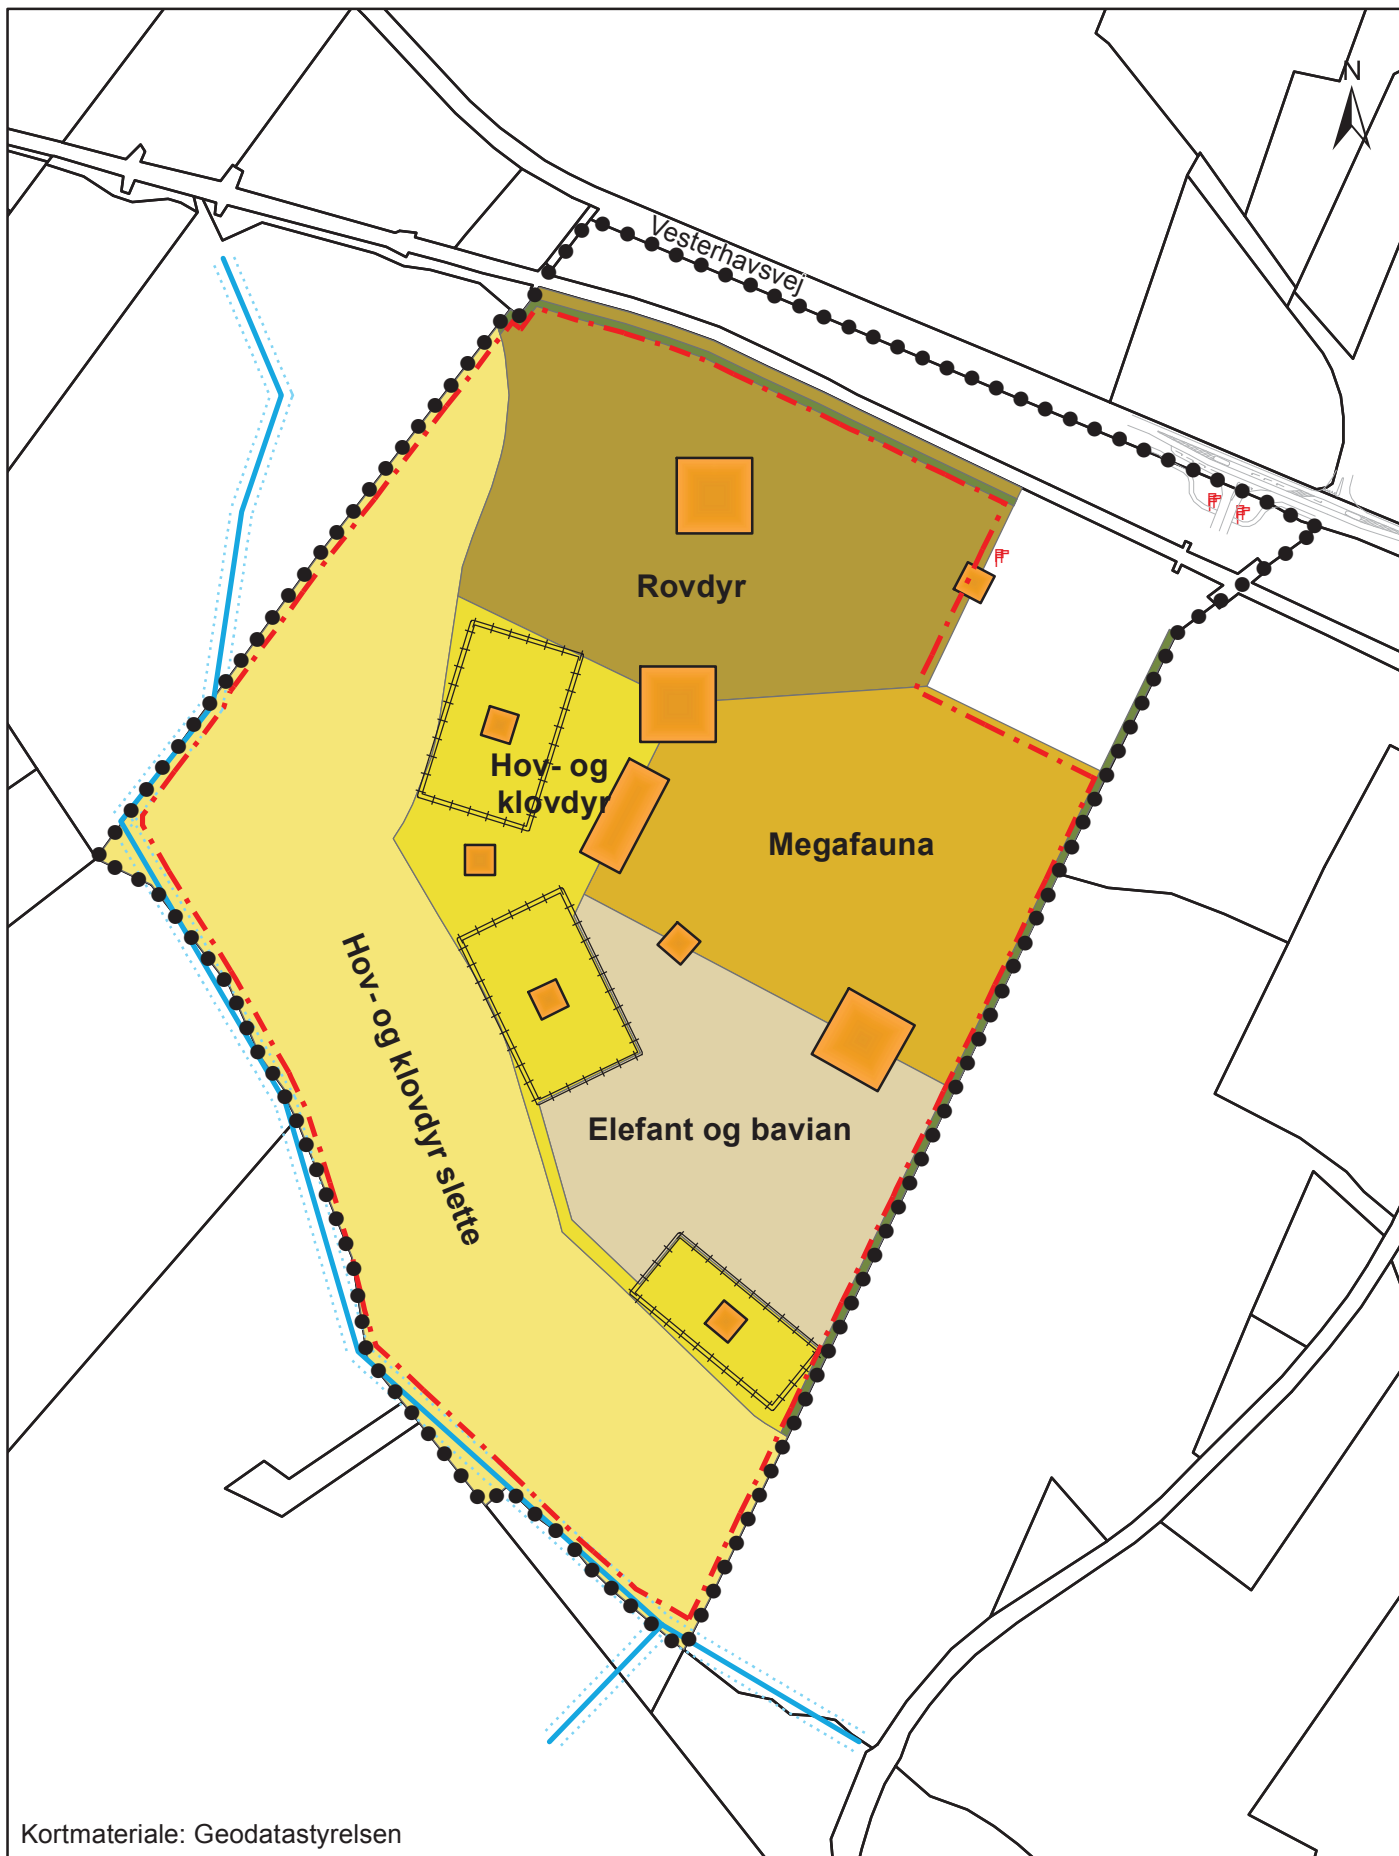 N
Vesterhavsvej
Rovdyr
Hov- og
klovdyr
Megafauna
Hov- og klovdyr slette
Elefant og bavian
Kortmateriale: Geodatastyrelsen